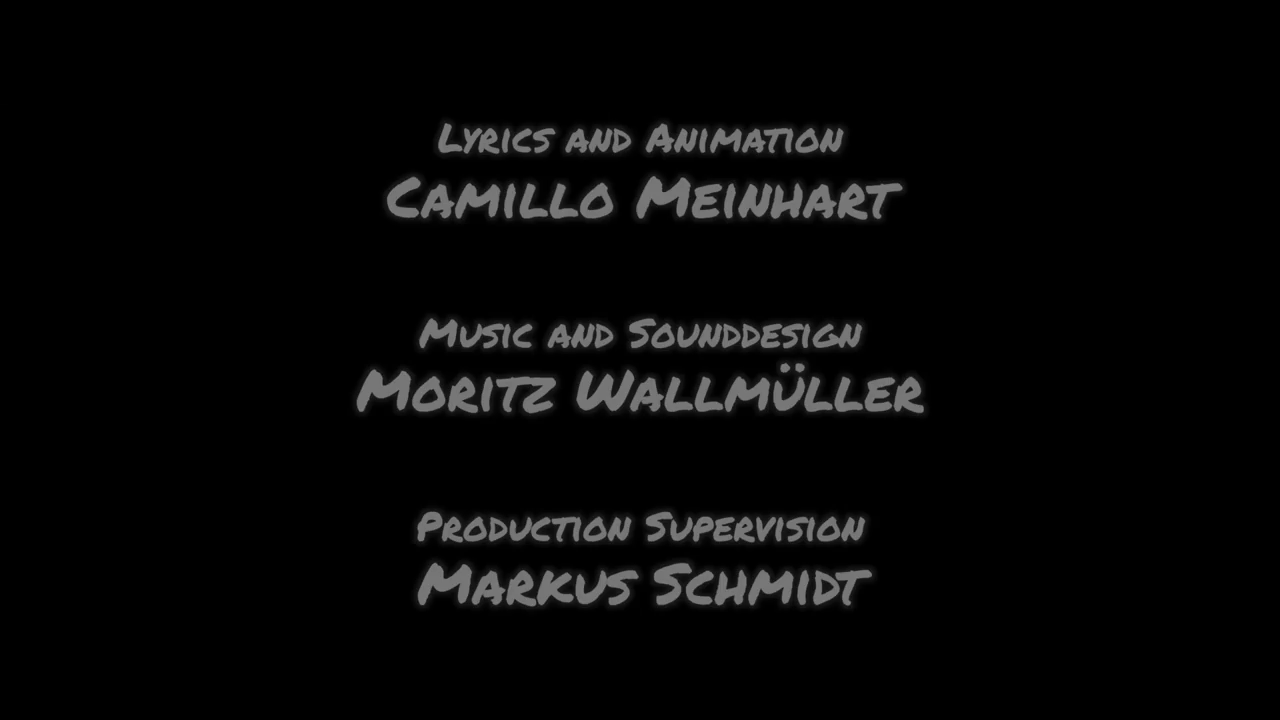 Lyrics and Animation
Camillo Meinhart
Music and Sounddesign
Moritz Wallmüller
Production Supervision
Markus Schmidt